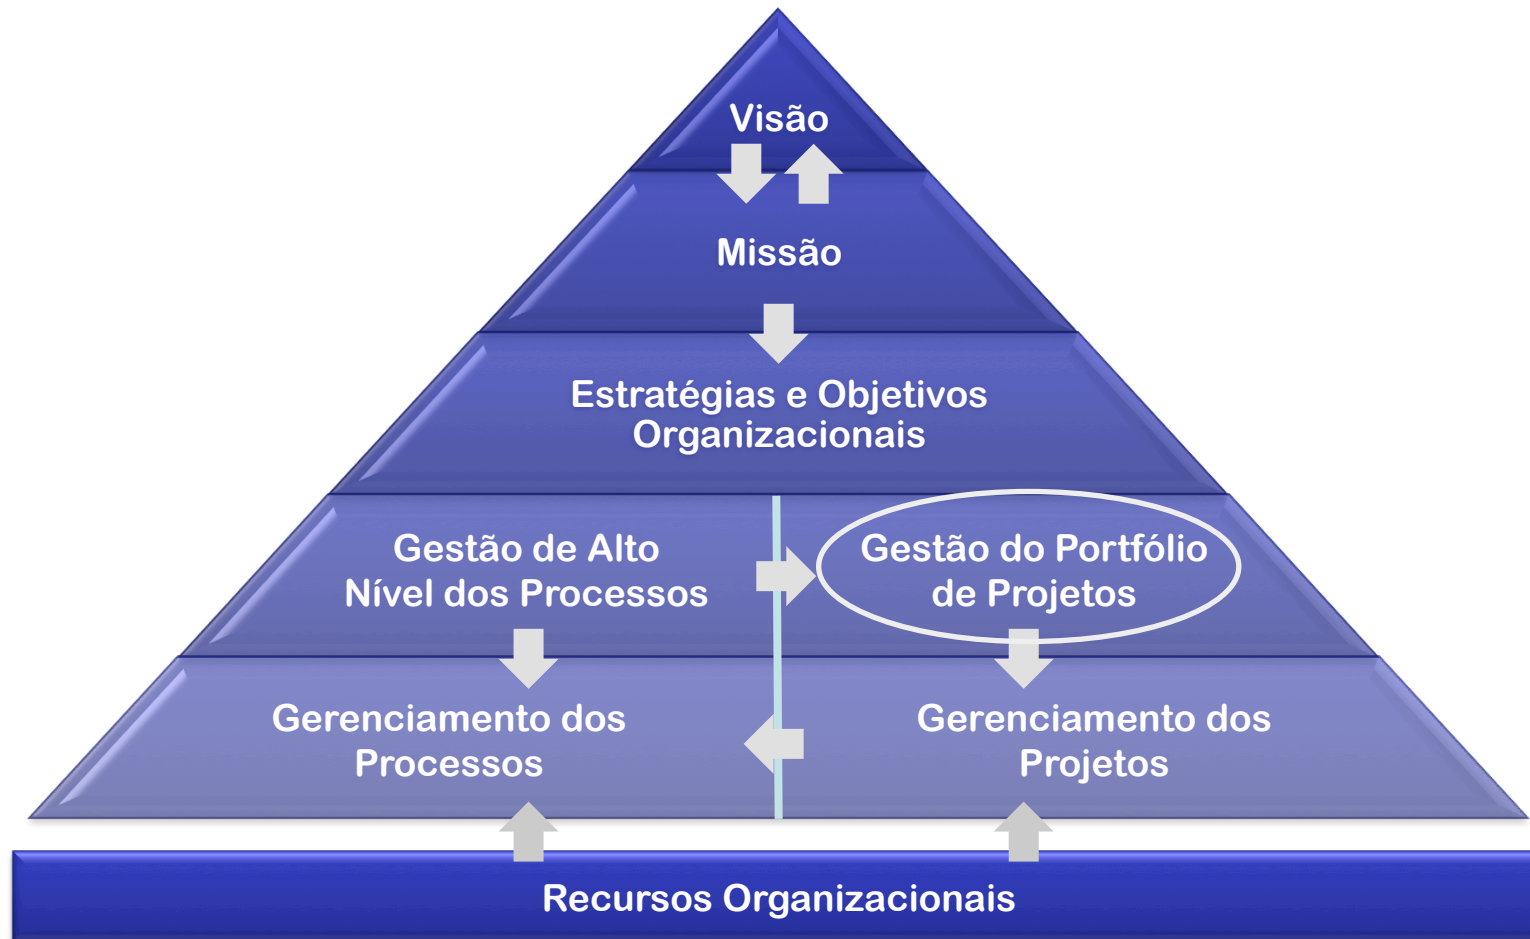 Visão
Missão
Estratégias e Objetivos
Organizacionais
Gestão de Alto
Nível dos Processos
Gestão do Portfólio
de Projetos
Gerenciamento dos
Processos
Gerenciamento dos
Projetos
Recursos Organizacionais